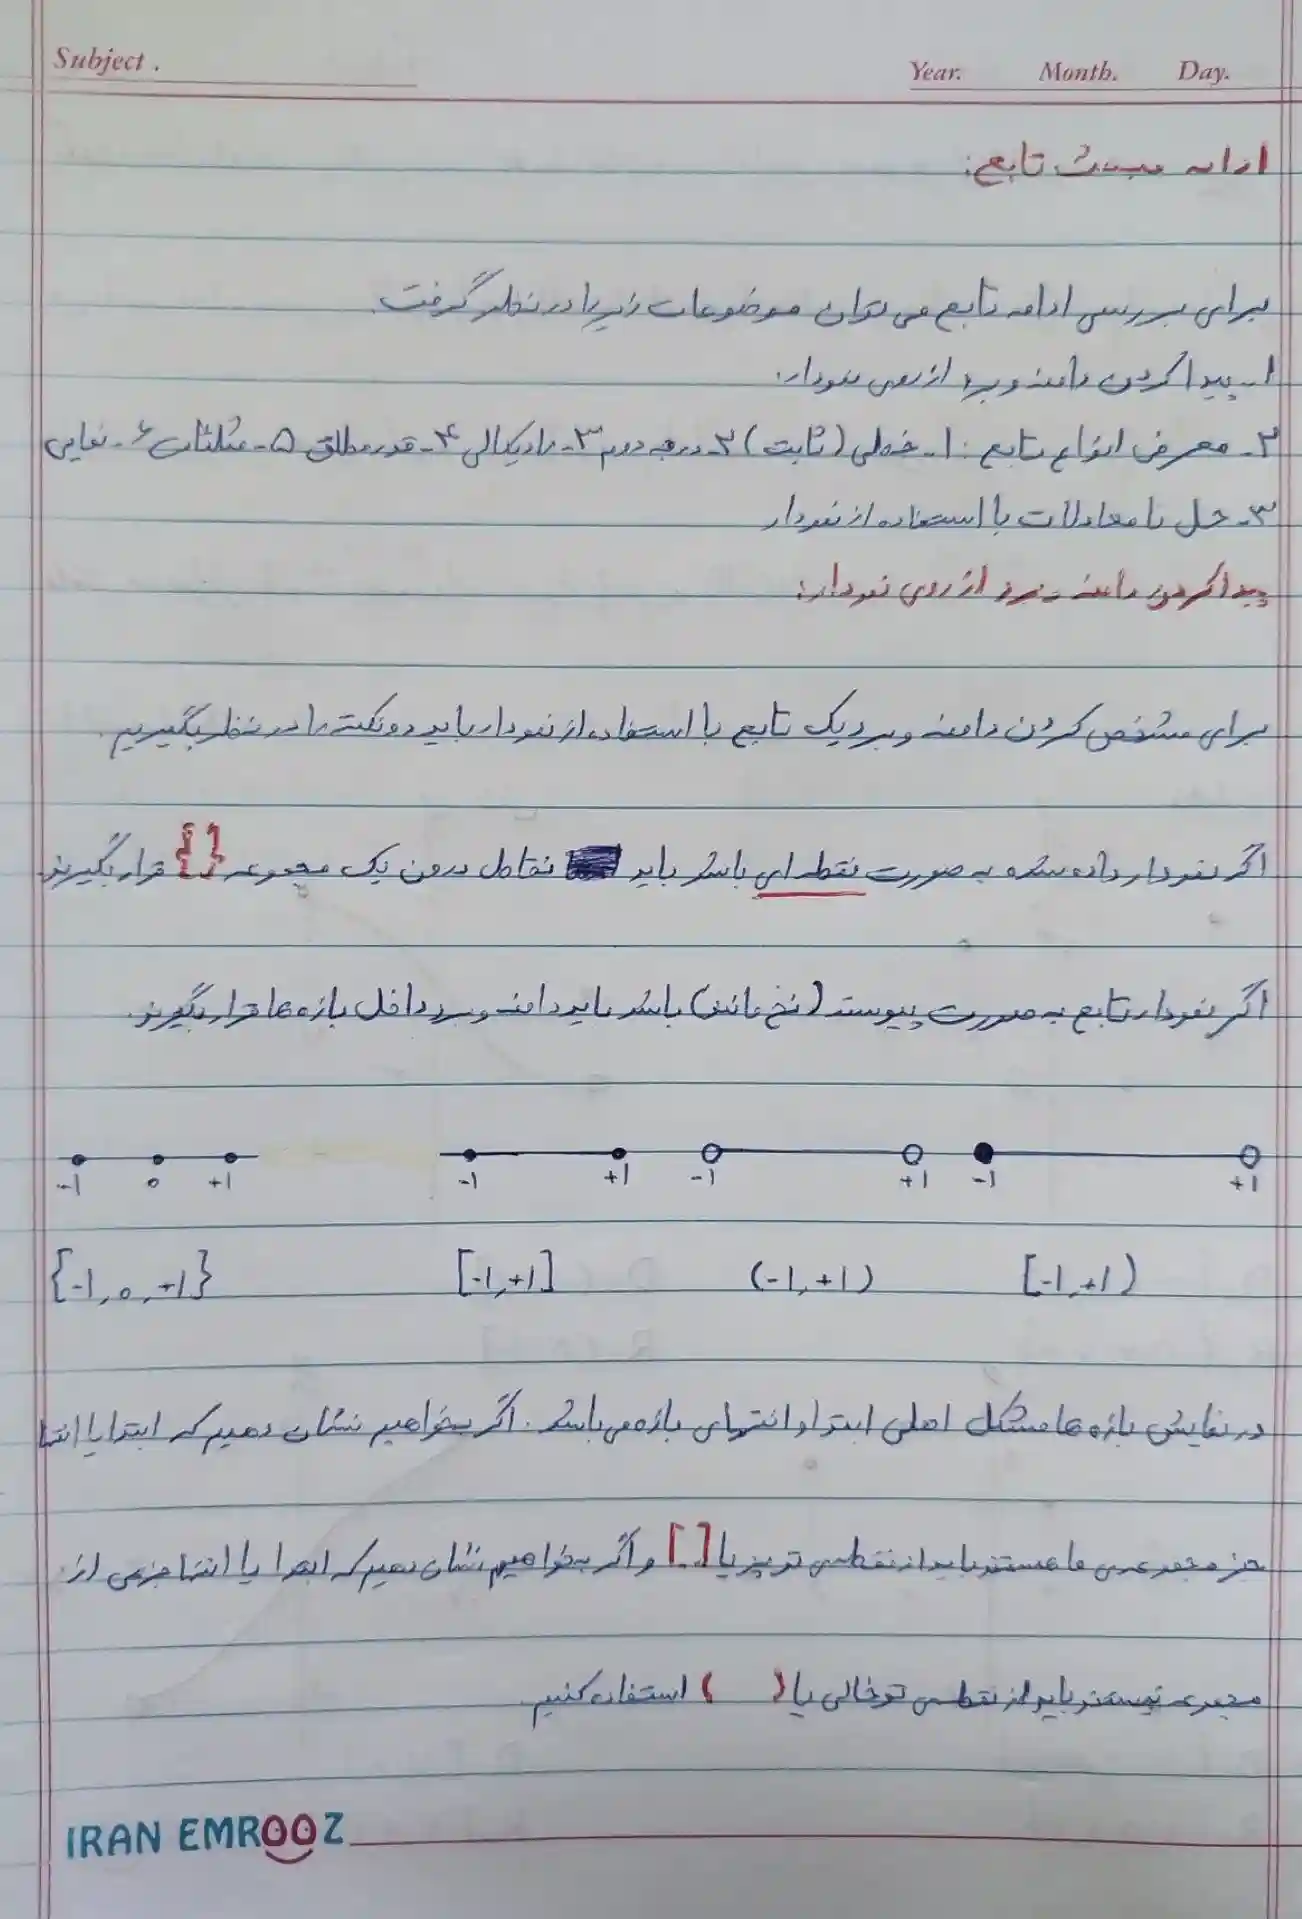 Subject .
Year. Month. Day.
ادامه مبحث تابع:
برای بررسی ادامه تابع می توان موضوعات زیر را در نظر گرفت.
۱- پیدا کردن دامنه و برد از روی نمودار.
۲- معرفی انواع تابع: ۱- خطی (ثابت) ۲- درجه دوم ۳- رادیکالی ۴- قدر مطلق ۵- مثلثات ۶- نمایی
۳- حل نامعادلات با استفاده از نمودار
پیدا کردن دامنه و برد از روی نمودار:
برای مشخص کردن دامنه و برد یک تابع با استفاده از نمودار باید دو نکته را در نظر بگیریم.
اگر نمودار داده شده به صورت نقطه ای باشد باید نقاط درون یک مجموعه { } قرار بگیرند
اگر نمودار تابع به صورت پیوسته (نخ مانند) باشد باید دامنه و برد داخل بازه ها قرار بگیرند.
-1 0 +1 -1 +1 -1 +1 -1 +1
{-1,0,+1} [-1,+1] (-1,+1) [-1,+1)
در نمایش بازه ها مشکل اصلی ابتدا و انتهای بازه می باشد. اگر بخواهیم نشان دهیم که ابتدا یا انتها
جز مجموعه ی ما هستند باید از نقطه ی تو پر یا [ ] و اگر بخواهیم نشان دهیم که ابتدا یا انتها جزیی از
مجموعه نیستند باید از نقطه ی تو خالی یا ( ) استفاده کنیم.
IRAN EMROOZ